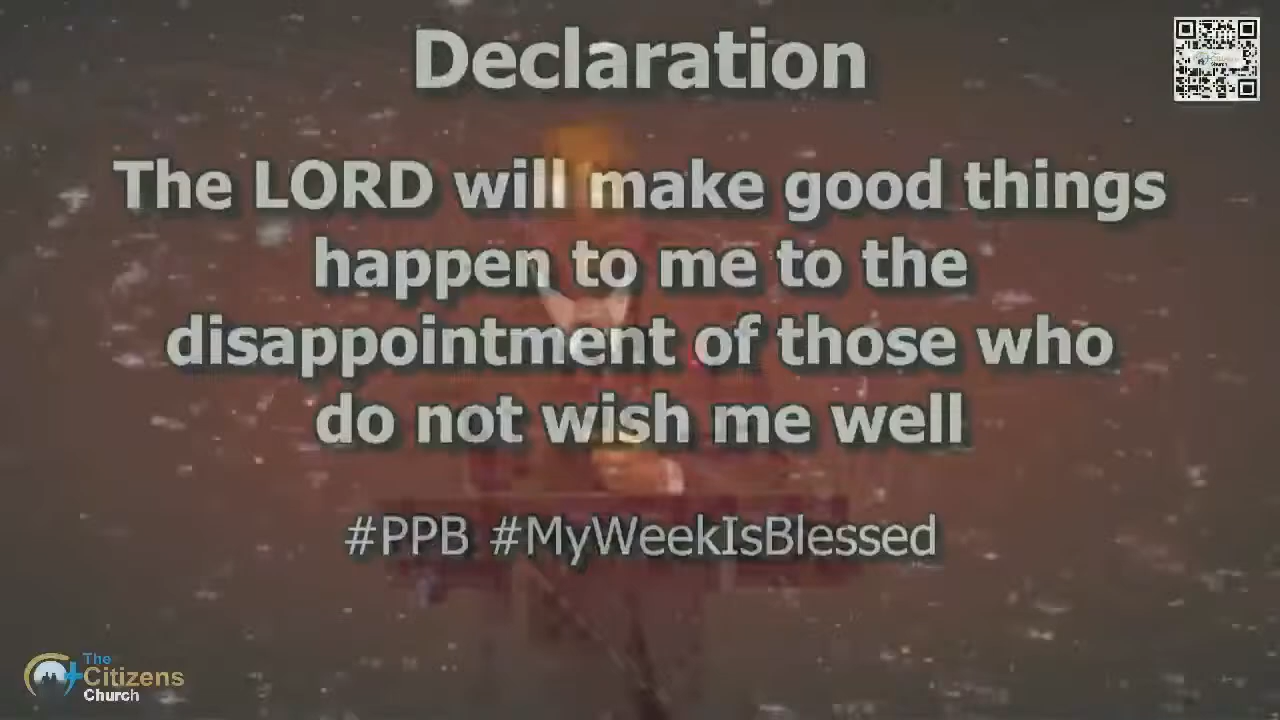 Declaration
The LORD will make good things
happen to me to the
disappointment of those who
do not wish me well
#PPB #MyWeekIsBlessed
The
Citizens
Church